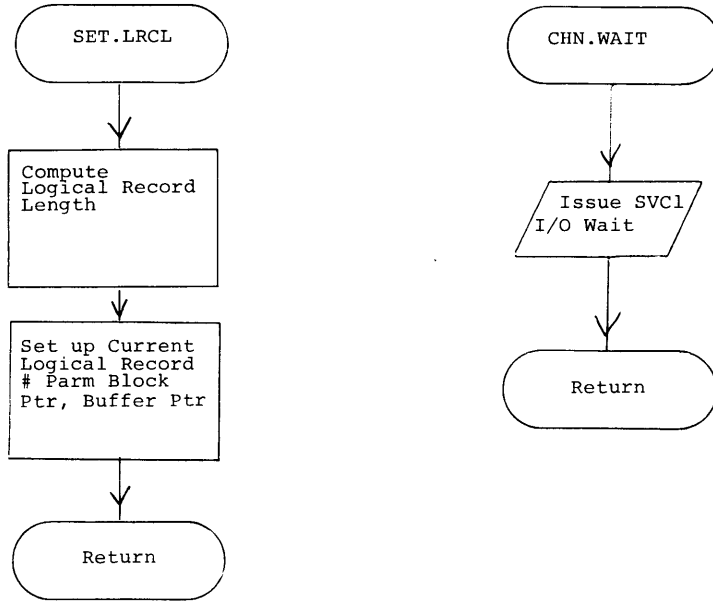 SET.LRCL
Compute
Logical Record
Length
Set up Current
Logical Record
# Parm Block
Ptr, Buffer Ptr
Return
CHN.WAIT
Issue SVC1
I/O Wait
Return